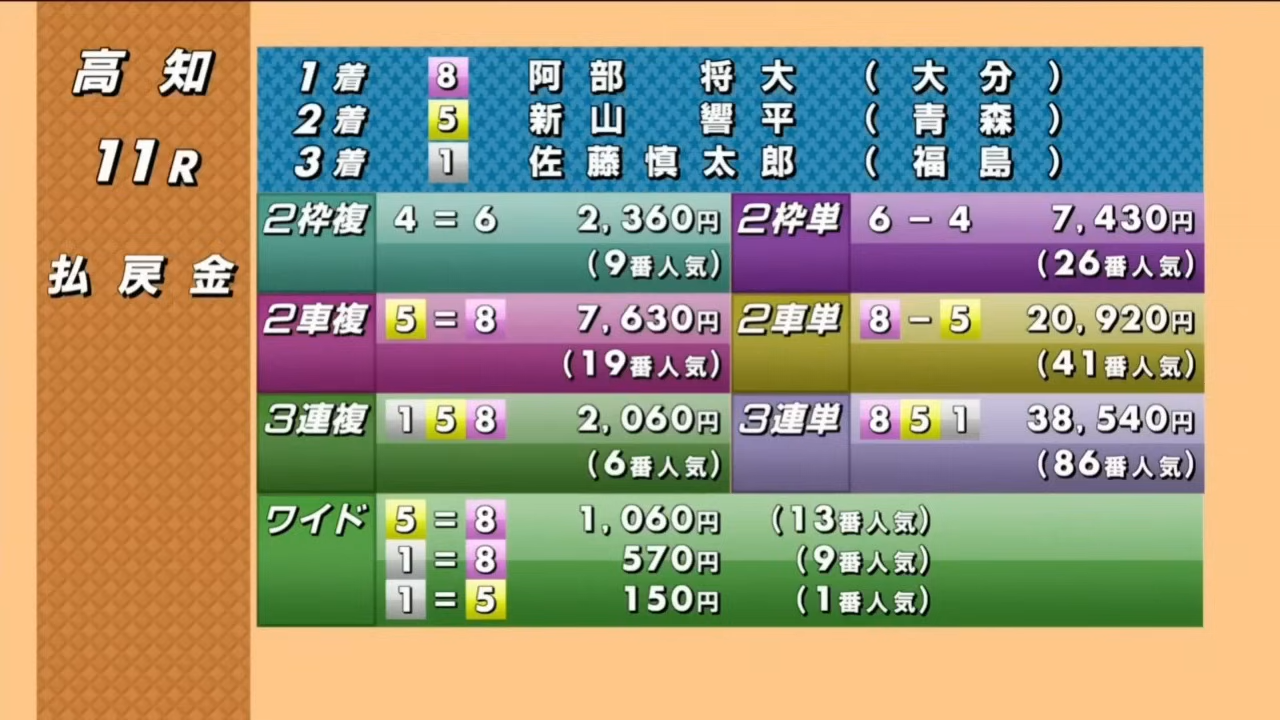 高知
11R
払戻金
1着 8 阿部 将大 (大分)
2着 5 新山 響平 (青森)
3着 1 佐藤慎太郎 (福島)
2枠複 4=6 2,360円
(9番人気)
2枠単 6-4 7,430円
(26番人気)
2車複 5=8 7,630円
(19番人気)
2車単 8-5 20,920円
(41番人気)
3連複 1 5 8 2,060円
(6番人気)
3連単 8 5 1 38,540円
(86番人気)
ワイド 5=8 1,060円 (13番人気)
1=8 570円 (9番人気)
1=5 150円 (1番人気)